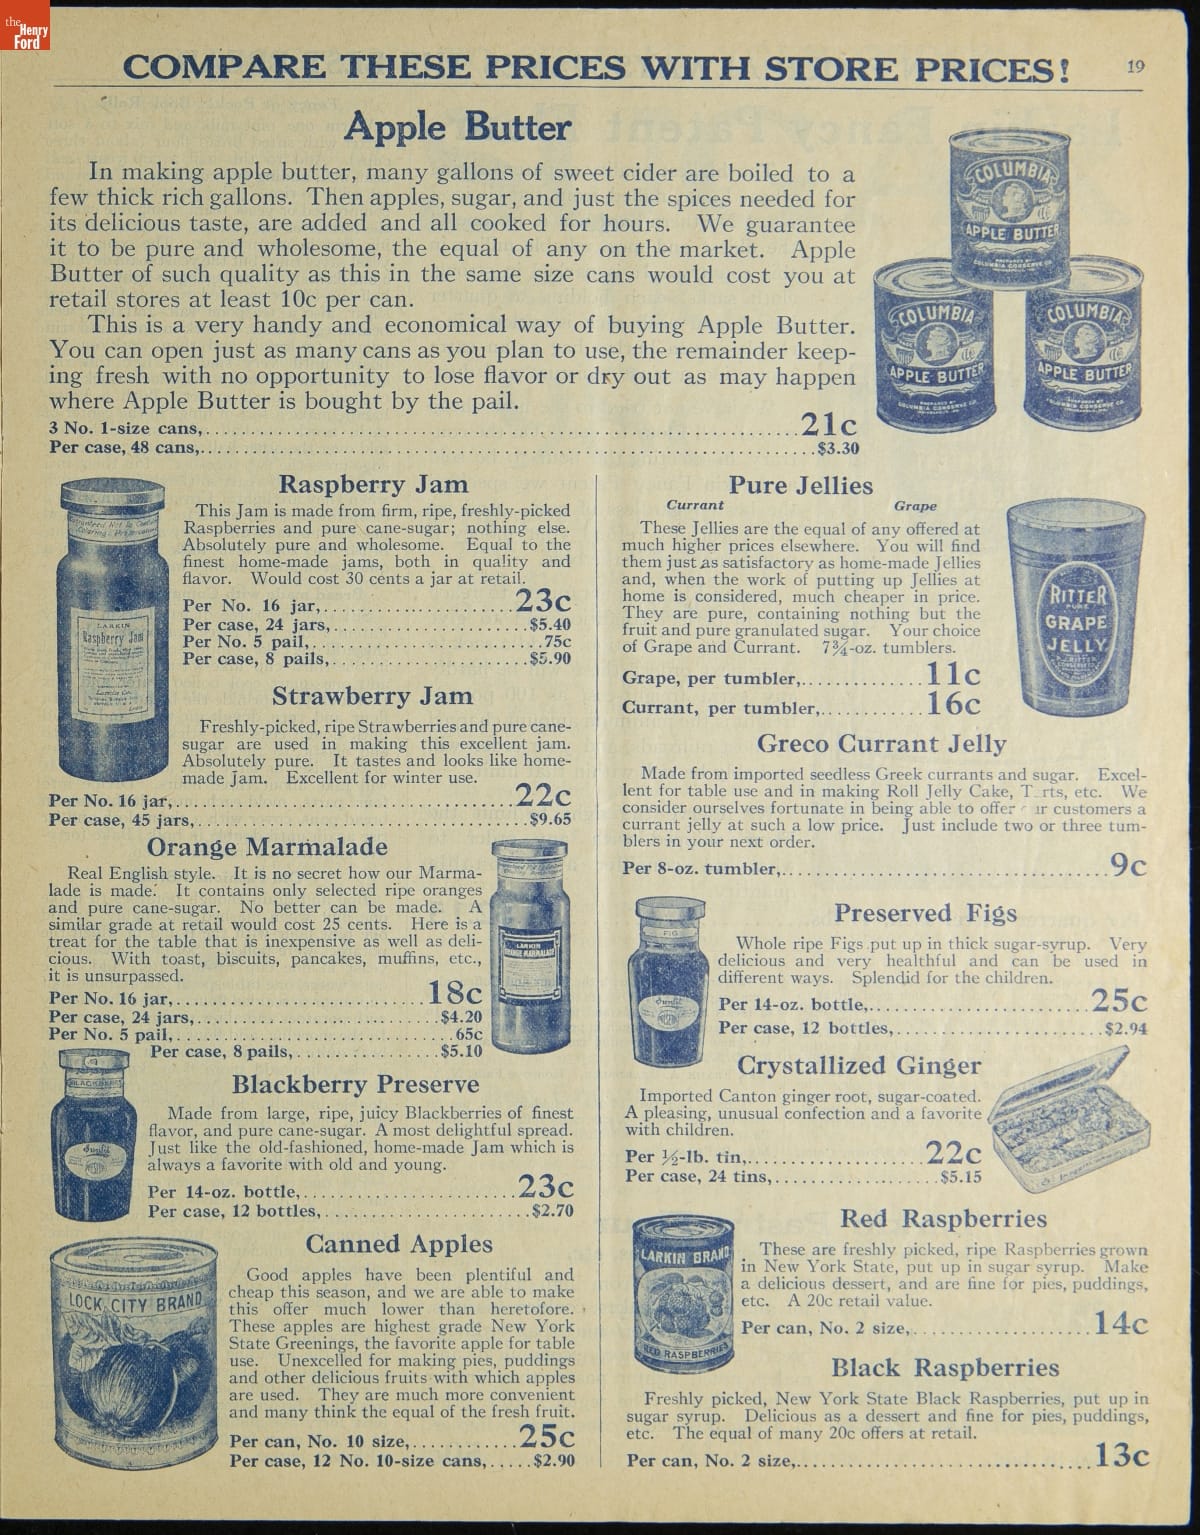 the
Henry
Ford
COMPARE THESE PRICES WITH STORE PRICES!
19
Apple Butter
In making apple butter, many gallons of sweet cider are boiled to a
few thick rich gallons. Then apples, sugar, and just the spices needed for
its delicious taste, are added and all cooked for hours. We guarantee
it to be pure and wholesome, the equal of any on the market. Apple
Butter of such quality as this in the same size cans would cost you at
retail stores at least 10c per can.
This is a very handy and economical way of buying Apple Butter.
You can open just as many cans as you plan to use, the remainder keep-
ing fresh with no opportunity to lose flavor or dry out as may happen
where Apple Butter is bought by the pail.
3 No. 1-size cans, 21c
Per case, 48 cans, $3.30
COLUMBIA
APPLE BUTTER
COLUMBIA CONSERVE CO.
COLUMBIA
APPLE BUTTER
COLUMBIA CONSERVE CO.
COLUMBIA
APPLE BUTTER
COLUMBIA CONSERVE CO.
Raspberry Jam
This Jam is made from firm, ripe, freshly-picked
Raspberries and pure cane-sugar; nothing else.
Absolutely pure and wholesome. Equal to the
finest home-made jams, both in quality and
flavor. Would cost 30 cents a jar at retail.
Per No. 16 jar, 23c
Per case, 24 jars, $5.40
Per No. 5 pail, 75c
Per case, 8 pails, $5.90
LARKIN
Raspberry Jam
Larkin Co.
Strawberry Jam
Freshly-picked, ripe Strawberries and pure cane-
sugar are used in making this excellent jam.
Absolutely pure. It tastes and looks like home-
made Jam. Excellent for winter use.
Per No. 16 jar, 22c
Per case, 45 jars, $9.65
Orange Marmalade
Real English style. It is no secret how our Marma-
lade is made. It contains only selected ripe oranges
and pure cane-sugar. No better can be made. A
similar grade at retail would cost 25 cents. Here is a
treat for the table that is inexpensive as well as deli-
cious. With toast, biscuits, pancakes, muffins, etc.,
it is unsurpassed.
Per No. 16 jar, 18c
Per case, 24 jars, $4.20
Per No. 5 pail, 65c
Per case, 8 pails, $5.10
LARKIN
ORANGE MARMALADE
Blackberry Preserve
Made from large, ripe, juicy Blackberries of finest
flavor, and pure cane-sugar. A most delightful spread.
Just like the old-fashioned, home-made Jam which is
always a favorite with old and young.
Per 14-oz. bottle, 23c
Per case, 12 bottles, $2.70
BLACKBERRY
Canned Apples
Good apples have been plentiful and
cheap this season, and we are able to make
this offer much lower than heretofore.
These apples are highest grade New York
State Greenings, the favorite apple for table
use. Unexcelled for making pies, puddings
and other delicious fruits with which apples
are used. They are much more convenient
and many think the equal of the fresh fruit.
Per can, No. 10 size, 25c
Per case, 12 No. 10-size cans, $2.90
LOCK CITY BRAND
Pure Jellies
Currant Grape
These Jellies are the equal of any offered at
much higher prices elsewhere. You will find
them just as satisfactory as home-made Jellies
and, when the work of putting up Jellies at
home is considered, much cheaper in price.
They are pure, containing nothing but the
fruit and pure granulated sugar. Your choice
of Grape and Currant. 7¾-oz. tumblers.
Grape, per tumbler, 11c
Currant, per tumbler, 16c
RITTER
PURE
GRAPE
JELLY
Greco Currant Jelly
Made from imported seedless Greek currants and sugar. Excel-
lent for table use and in making Roll Jelly Cake, T rts, etc. We
consider ourselves fortunate in being able to offer ur customers a
currant jelly at such a low price. Just include two or three tum-
blers in your next order.
Per 8-oz. tumbler, 9c
Preserved Figs
Whole ripe Figs put up in thick sugar-syrup. Very
delicious and very healthful and can be used in
different ways. Splendid for the children.
Per 14-oz. bottle, 25c
Per case, 12 bottles, $2.94
FIG
Crystallized Ginger
Imported Canton ginger root, sugar-coated.
A pleasing, unusual confection and a favorite
with children.
Per ½-lb. tin, 22c
Per case, 24 tins, $5.15
Red Raspberries
These are freshly picked, ripe Raspberries grown
in New York State, put up in sugar syrup. Make
a delicious dessert, and are fine for pies, puddings,
etc. A 20c retail value.
Per can, No. 2 size, 14c
LARKIN BRAND
RED RASPBERRIES
Black Raspberries
Freshly picked, New York State Black Raspberries, put up in
sugar syrup. Delicious as a dessert and fine for pies, puddings,
etc. The equal of many 20c offers at retail.
Per can, No. 2 size, 13c